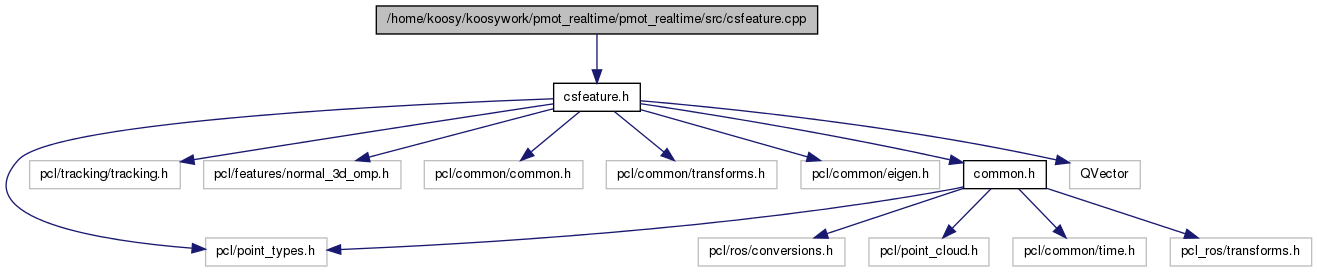 /home/koosy/koosywork/pmot_realtime/pmot_realtime/src/csfeature.cpp
csfeature.h
pcl/tracking/tracking.h
pcl/features/normal_3d_omp.h
pcl/common/common.h
pcl/common/transforms.h
pcl/common/eigen.h
common.h
QVector
pcl/point_types.h
pcl/ros/conversions.h
pcl/point_cloud.h
pcl/common/time.h
pcl_ros/transforms.h